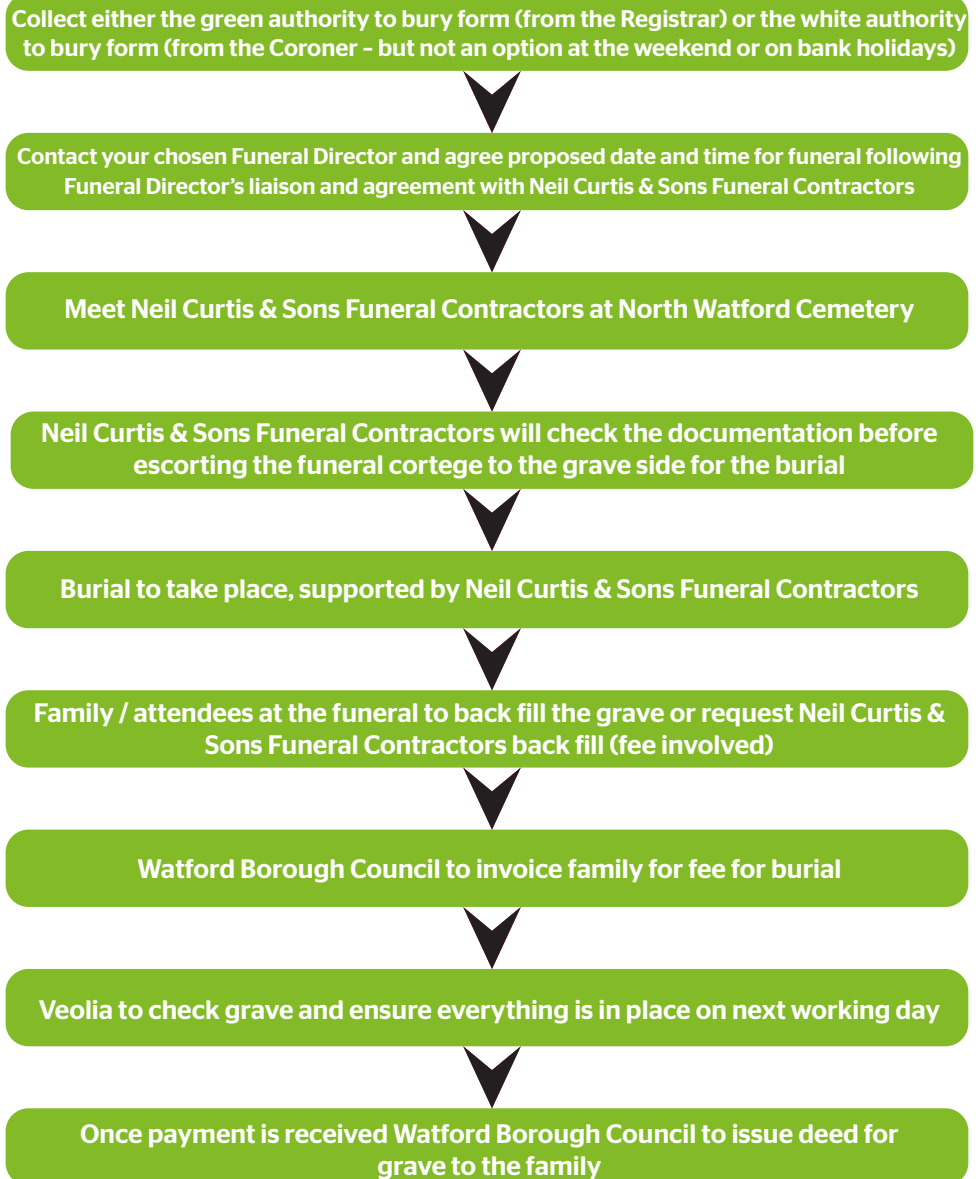 Collect either the green authority to bury form (from the Registrar) or the white authority
to bury form (from the Coroner – but not an option at the weekend or on bank holidays)
Contact your chosen Funeral Director and agree proposed date and time for funeral following
Funeral Director’s liaison and agreement with Neil Curtis & Sons Funeral Contractors
Meet Neil Curtis & Sons Funeral Contractors at North Watford Cemetery
Neil Curtis & Sons Funeral Contractors will check the documentation before
escorting the funeral cortege to the grave side for the burial
Burial to take place, supported by Neil Curtis & Sons Funeral Contractors
Family / attendees at the funeral to back fill the grave or request Neil Curtis &
Sons Funeral Contractors back fill (fee involved)
Watford Borough Council to invoice family for fee for burial
Veolia to check grave and ensure everything is in place on next working day
Once payment is received Watford Borough Council to issue deed for
grave to the family